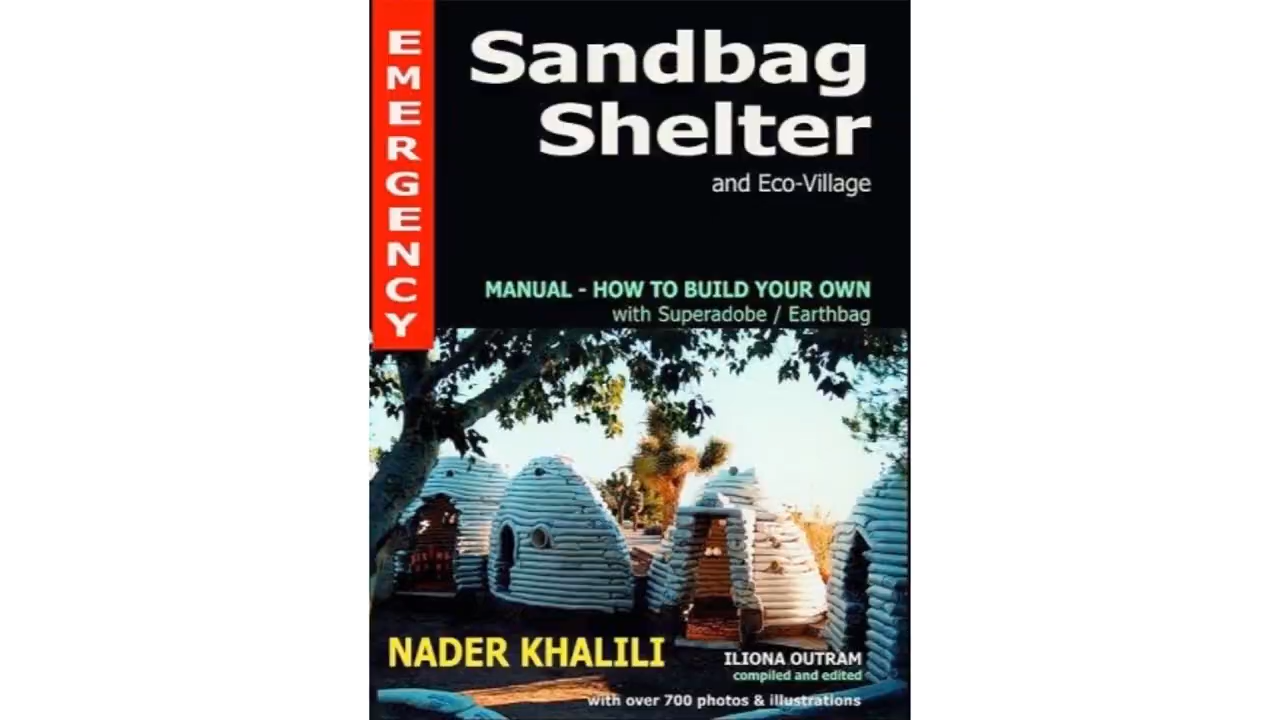 EMERGENCY
Sandbag
Shelter
and Eco-Village
MANUAL - HOW TO BUILD YOUR OWN
with Superadobe / Earthbag
NADER KHALILI
ILIONA OUTRAM
compiled and edited
with over 700 photos & illustrations